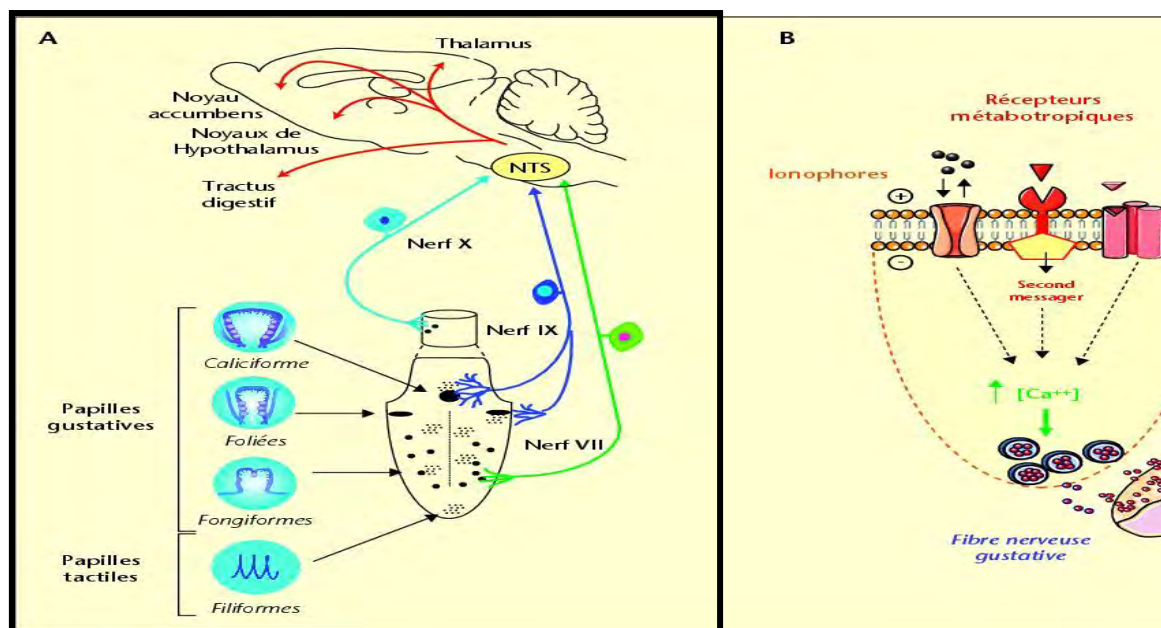 A
Thalamus
Noyau
accumbens
Noyaux de
Hypothalamus
Tractus
digestif
NTS
Nerf X
Nerf IX
Nerf VII
Papilles
gustatives
Caliciforme
Foliées
Fongiformes
Papilles
tactiles
Filiformes
B
Récepteurs
métabotropiques
Ionophores
+
-
Second
messager
[Ca++]
Fibre nerveuse
gustative